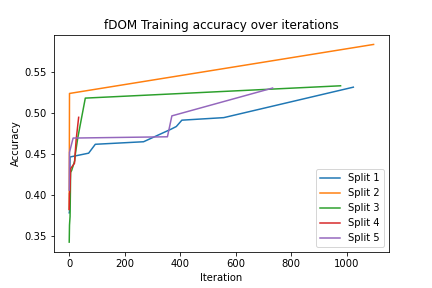 fDOM Training accuracy over iterations
Accuracy
0.55
0.50
0.45
0.40
0.35
Split 1
Split 2
Split 3
Split 4
Split 5
0 200 400 600 800 1000
Iteration